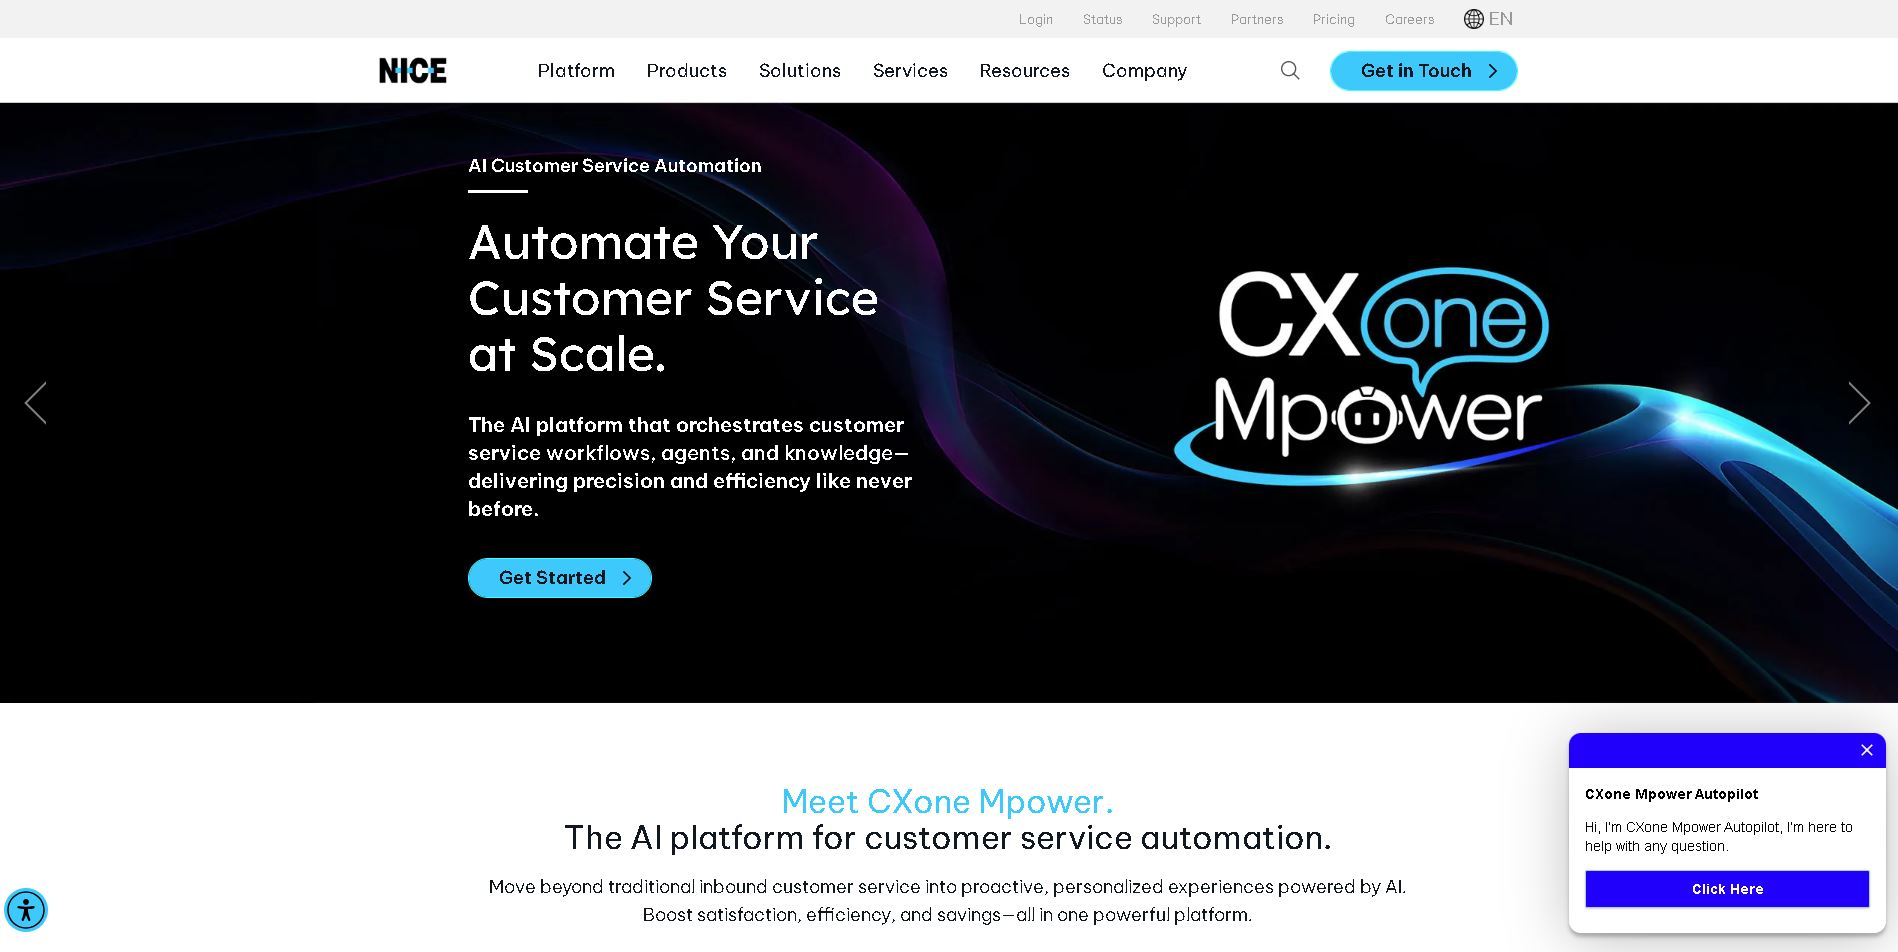 Login Status Support Partners Pricing Careers EN
NICE Platform Products Solutions Services Resources Company Get in Touch
AI Customer Service Automation
Automate Your
Customer Service
at Scale.
The AI platform that orchestrates customer
service workflows, agents, and knowledge—
delivering precision and efficiency like never
before.
Get Started
CXone
Mpower
Meet CXone Mpower.
The AI platform for customer service automation.
Move beyond traditional inbound customer service into proactive, personalized experiences powered by AI.
Boost satisfaction, efficiency, and savings—all in one powerful platform.
CXone Mpower Autopilot
Hi, I'm CXone Mpower Autopilot, I'm here to
help with any question.
Click Here